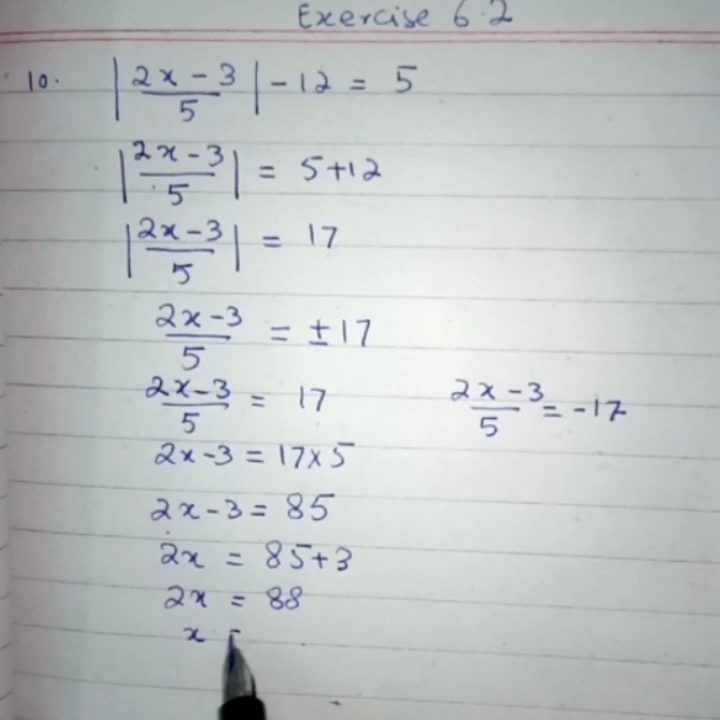 Exercise 6.2
10. |2x-3/5| - 12 = 5
|2x-3/5| = 5+12
|2x-3/5| = 17
2x-3/5 = ±17
2x-3/5 = 17 2x-3/5 = -17
2x-3 = 17×5
2x-3 = 85
2x = 85+3
2x = 88
x =